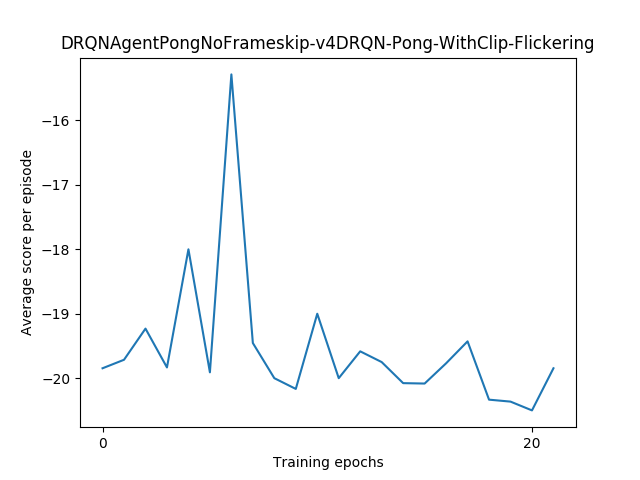 DRQNAgentPongNoFrameskip-v4DRQN-Pong-WithClip-Flickering
Average score per episode
−16
−17
−18
−19
−20
0
20
Training epochs